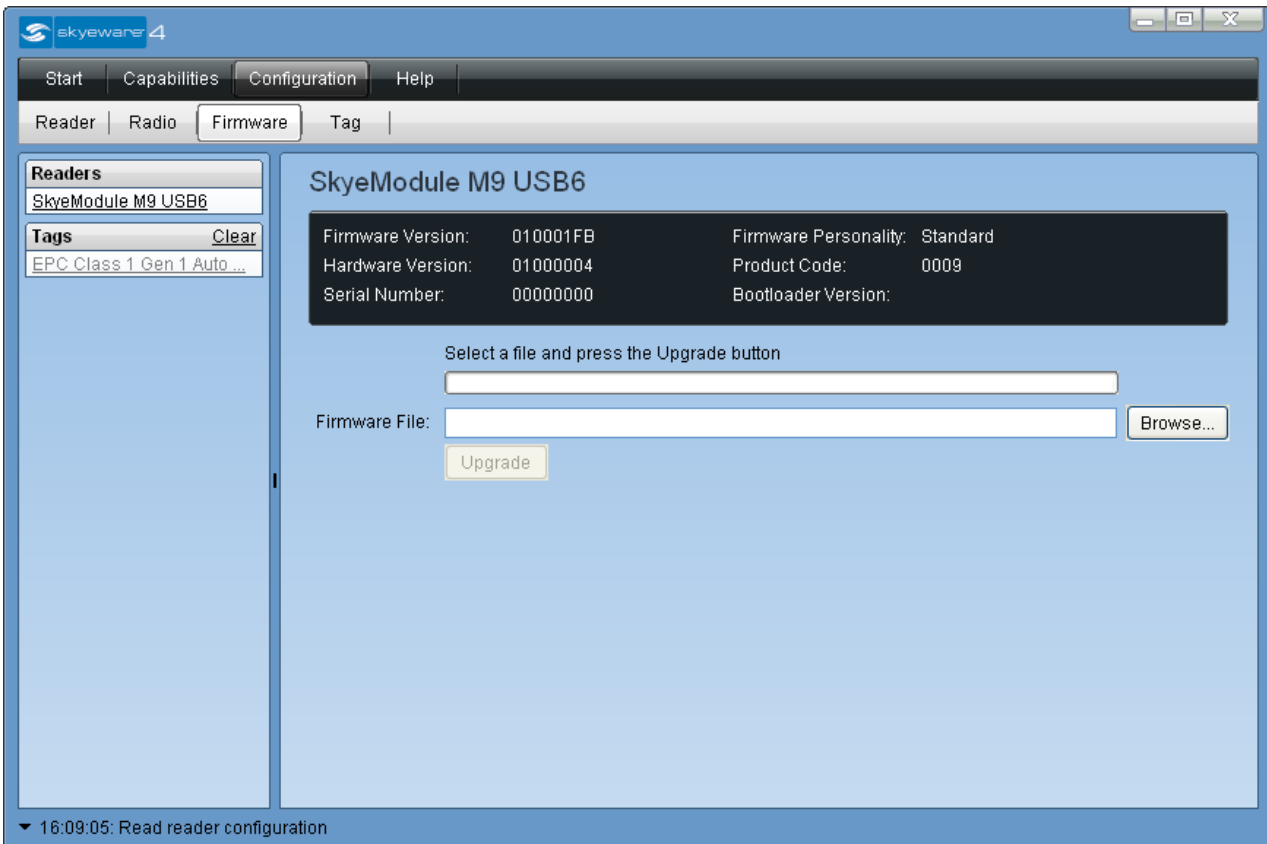 skyeware 4
Start Capabilities Configuration Help
Reader Radio Firmware Tag
Readers
SkyeModule M9 USB6
Tags Clear
EPC Class 1 Gen 1 Auto ...
SkyeModule M9 USB6
Firmware Version: 010001FB Firmware Personality: Standard
Hardware Version: 01000004 Product Code: 0009
Serial Number: 00000000 Bootloader Version:
Select a file and press the Upgrade button
Firmware File: Browse...
Upgrade
16:09:05: Read reader configuration